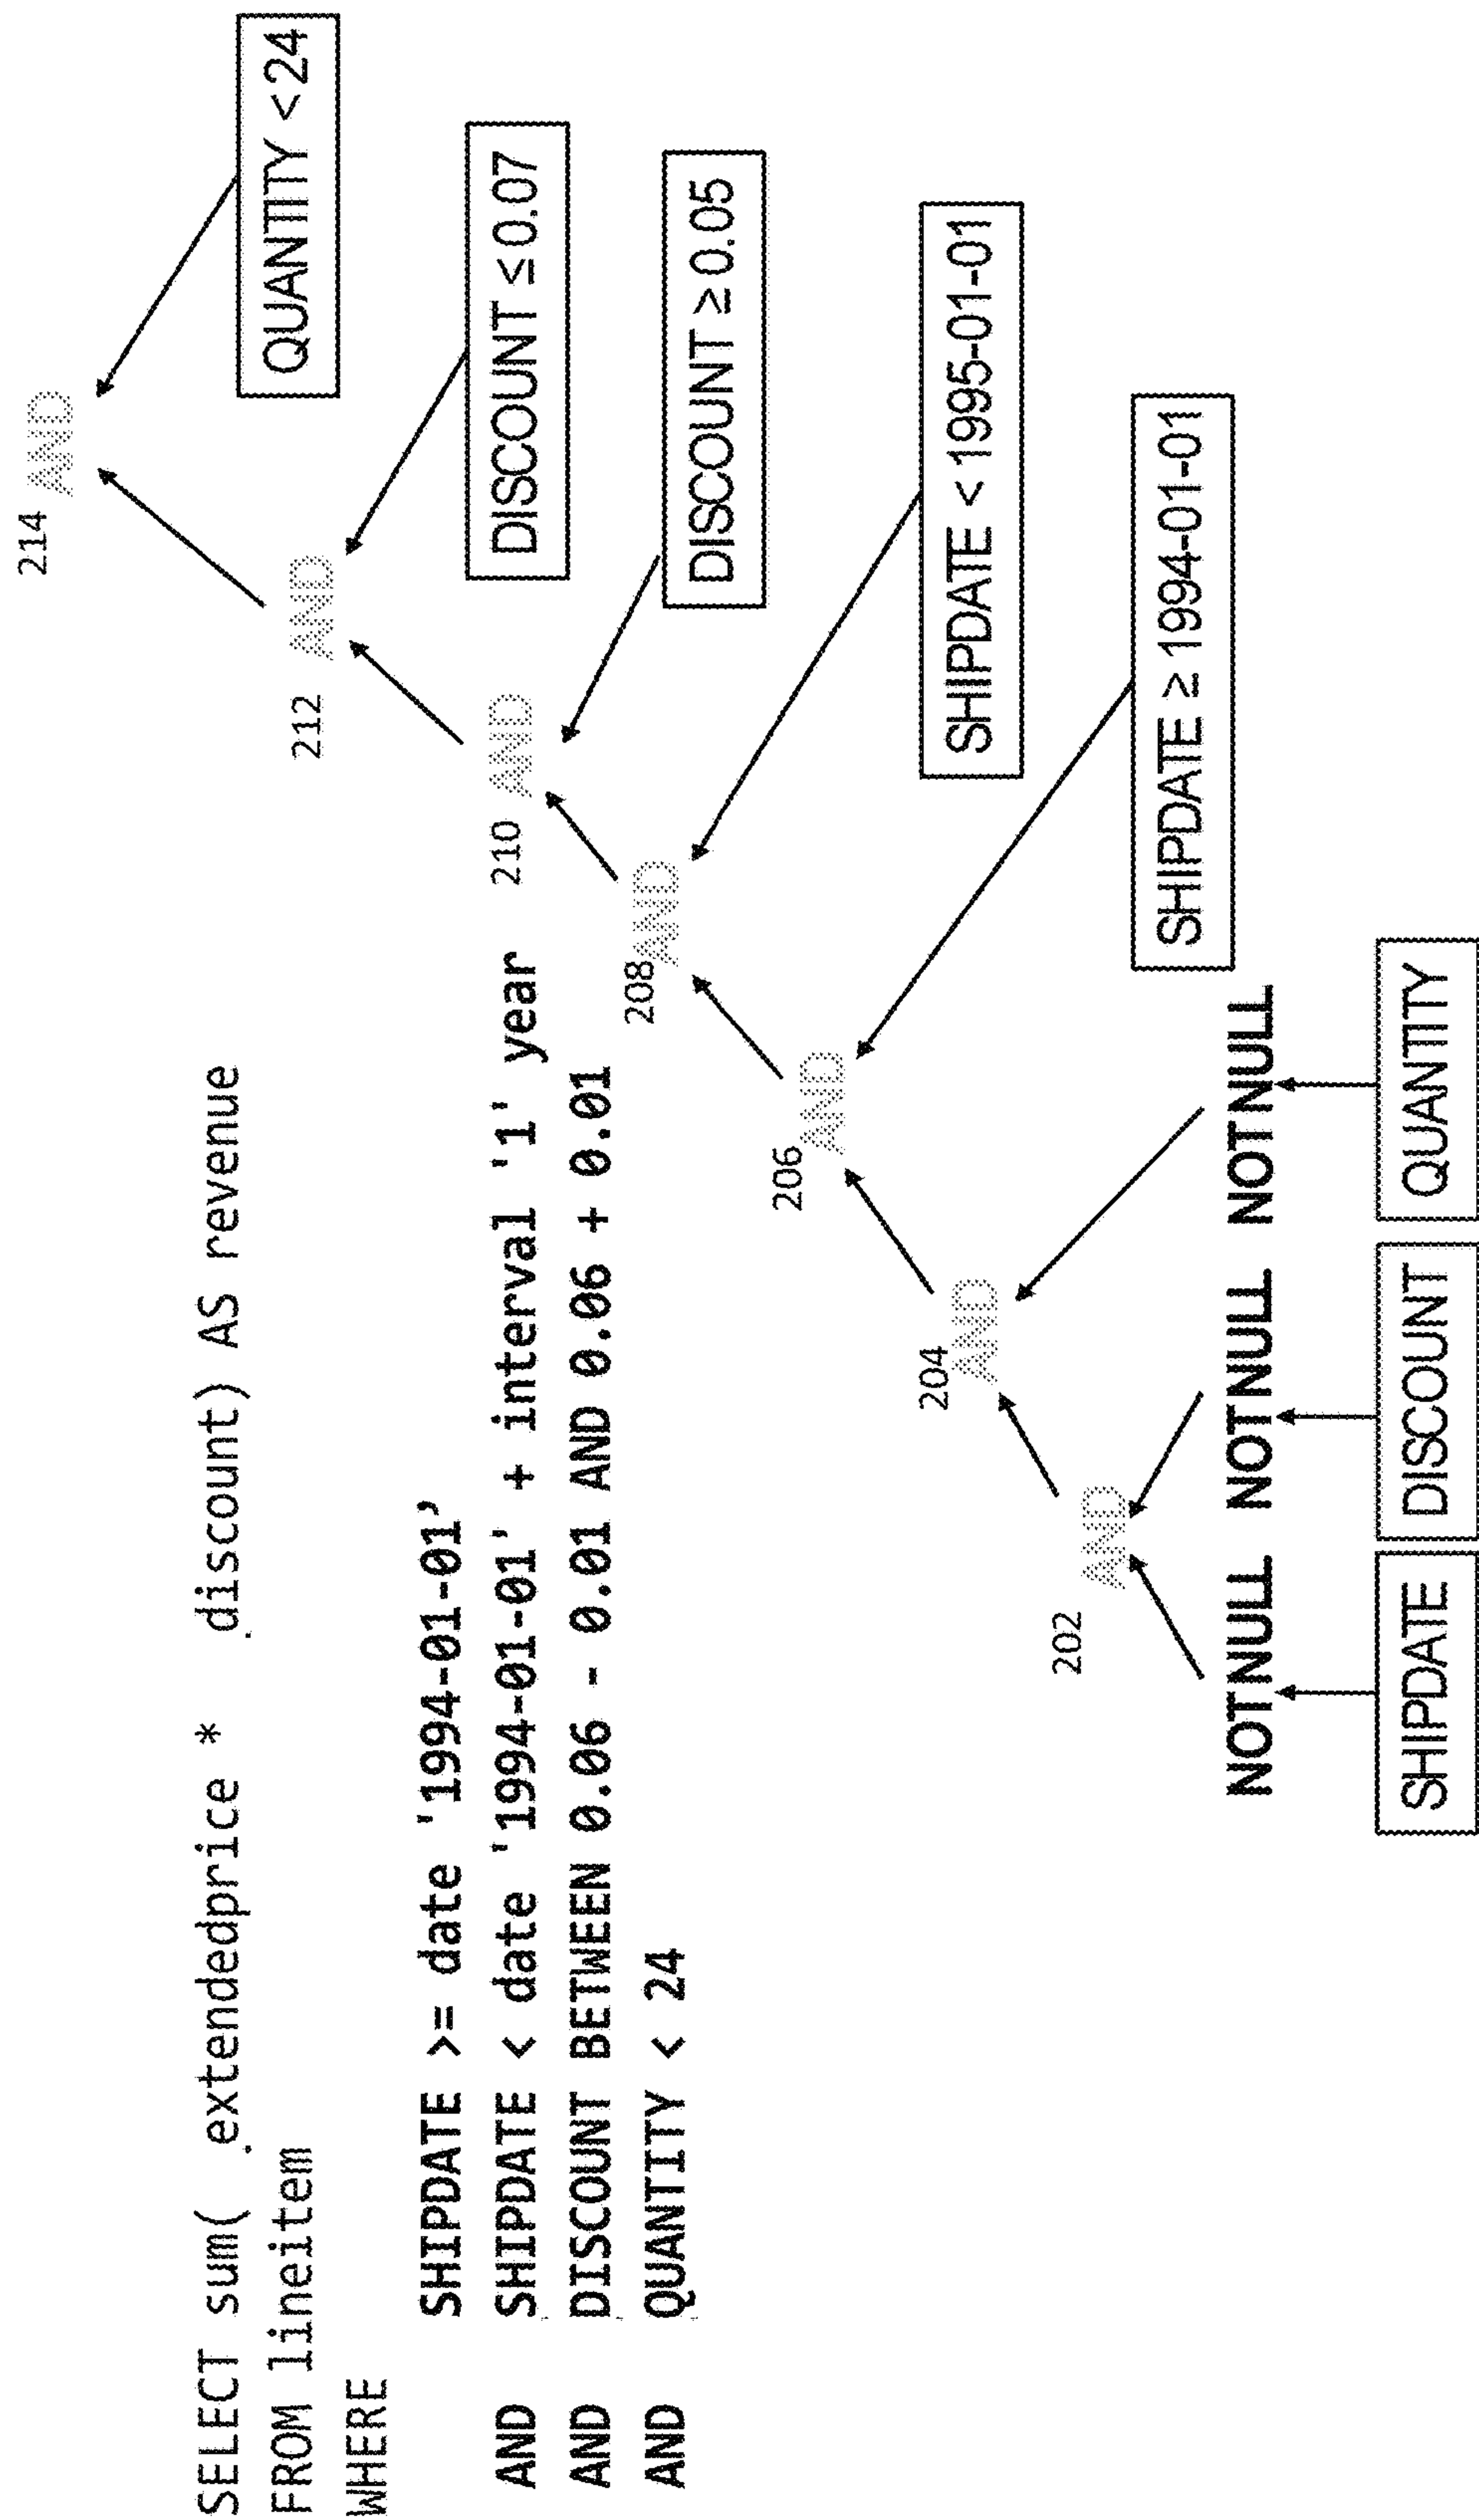 SELECT sum( extendedprice * discount) AS revenue
FROM lineitem
WHERE
SHIPDATE >= date '1994-01-01’
AND SHIPDATE < date '1994-01-01' + interval '1' year
AND DISCOUNT BETWEEN 0.06 - 0.01 AND 0.06 + 0.01
AND QUANTITY < 24
214
AND
QUANTITY < 24
212
AND
DISCOUNT ≤ 0.07
210
AND
DISCOUNT ≥ 0.05
208
AND
SHIPDATE < 1995-01-01
206
AND
SHIPDATE ≥ 1994-01-01
204
AND
202
AND
NOTNULL NOTNULL NOTNULL
SHIPDATE DISCOUNT QUANTITY